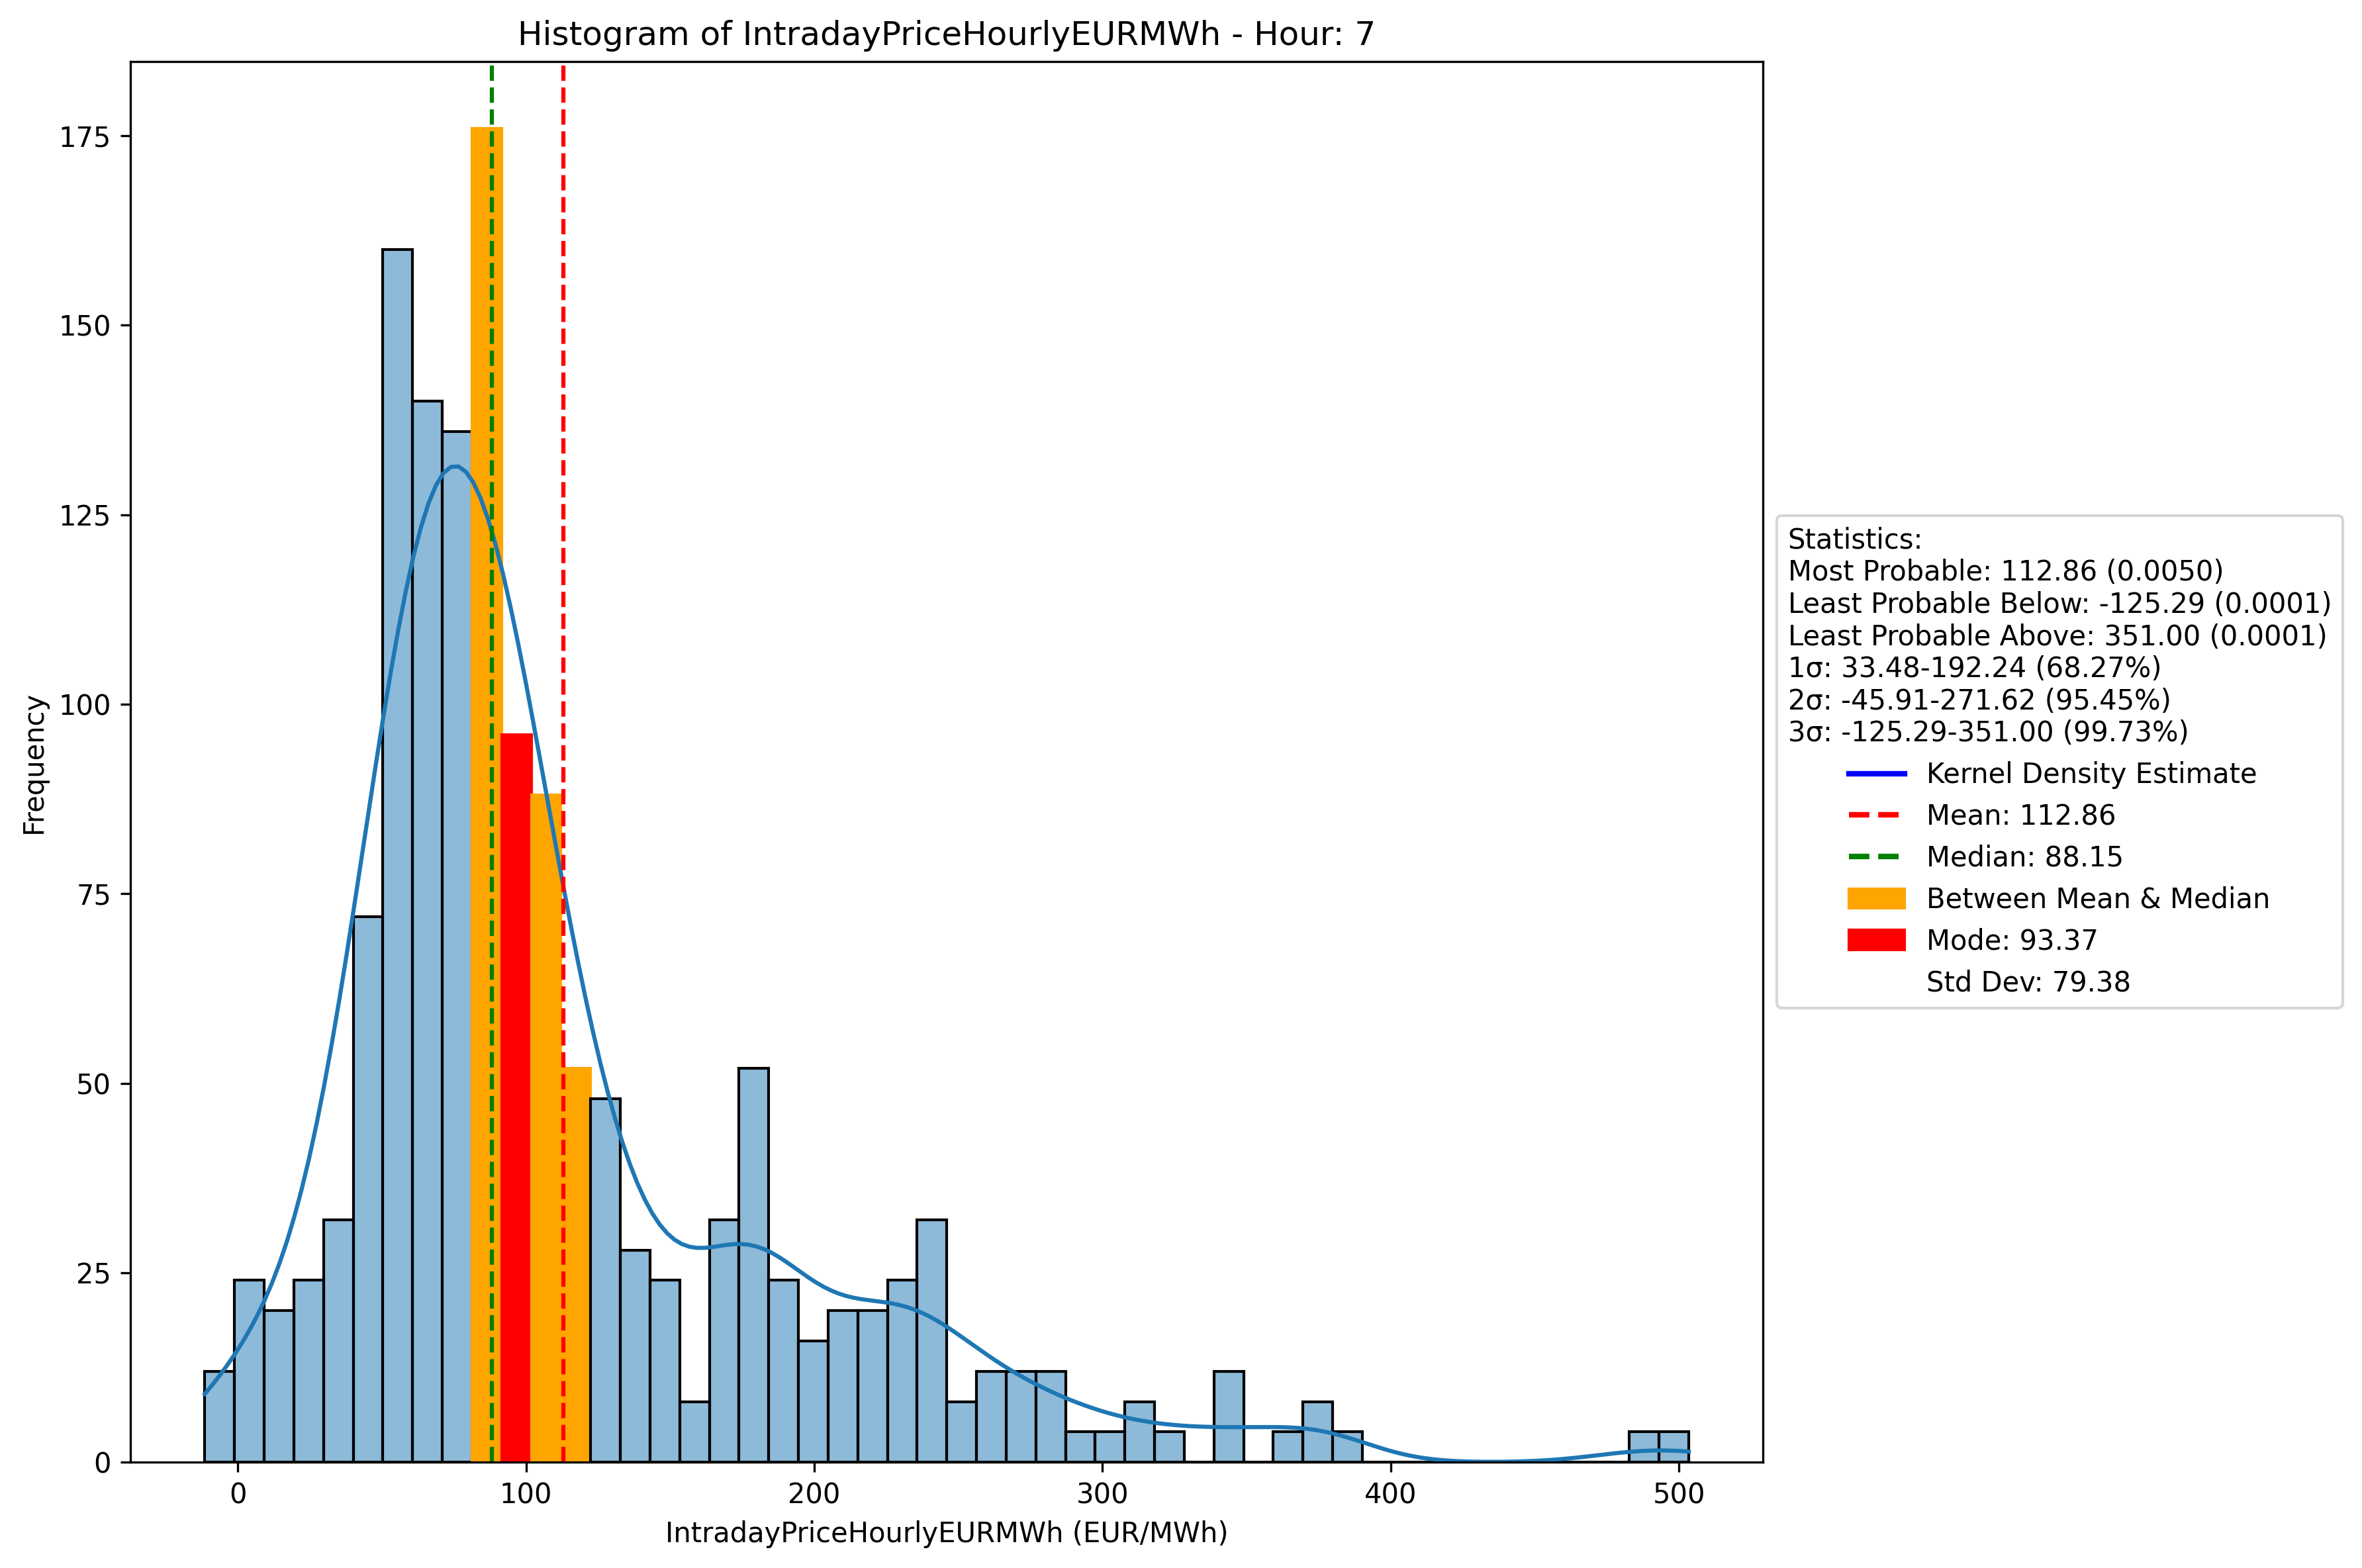 Histogram of IntradayPriceHourlyEURMWh - Hour: 7
175
150
125
100
75
50
25
0
Frequency
0 100 200 300 400 500
IntradayPriceHourlyEURMWh (EUR/MWh)
Statistics:
Most Probable: 112.86 (0.0050)
Least Probable Below: -125.29 (0.0001)
Least Probable Above: 351.00 (0.0001)
1σ: 33.48-192.24 (68.27%)
2σ: -45.91-271.62 (95.45%)
3σ: -125.29-351.00 (99.73%)
Kernel Density Estimate
Mean: 112.86
Median: 88.15
Between Mean & Median
Mode: 93.37
Std Dev: 79.38